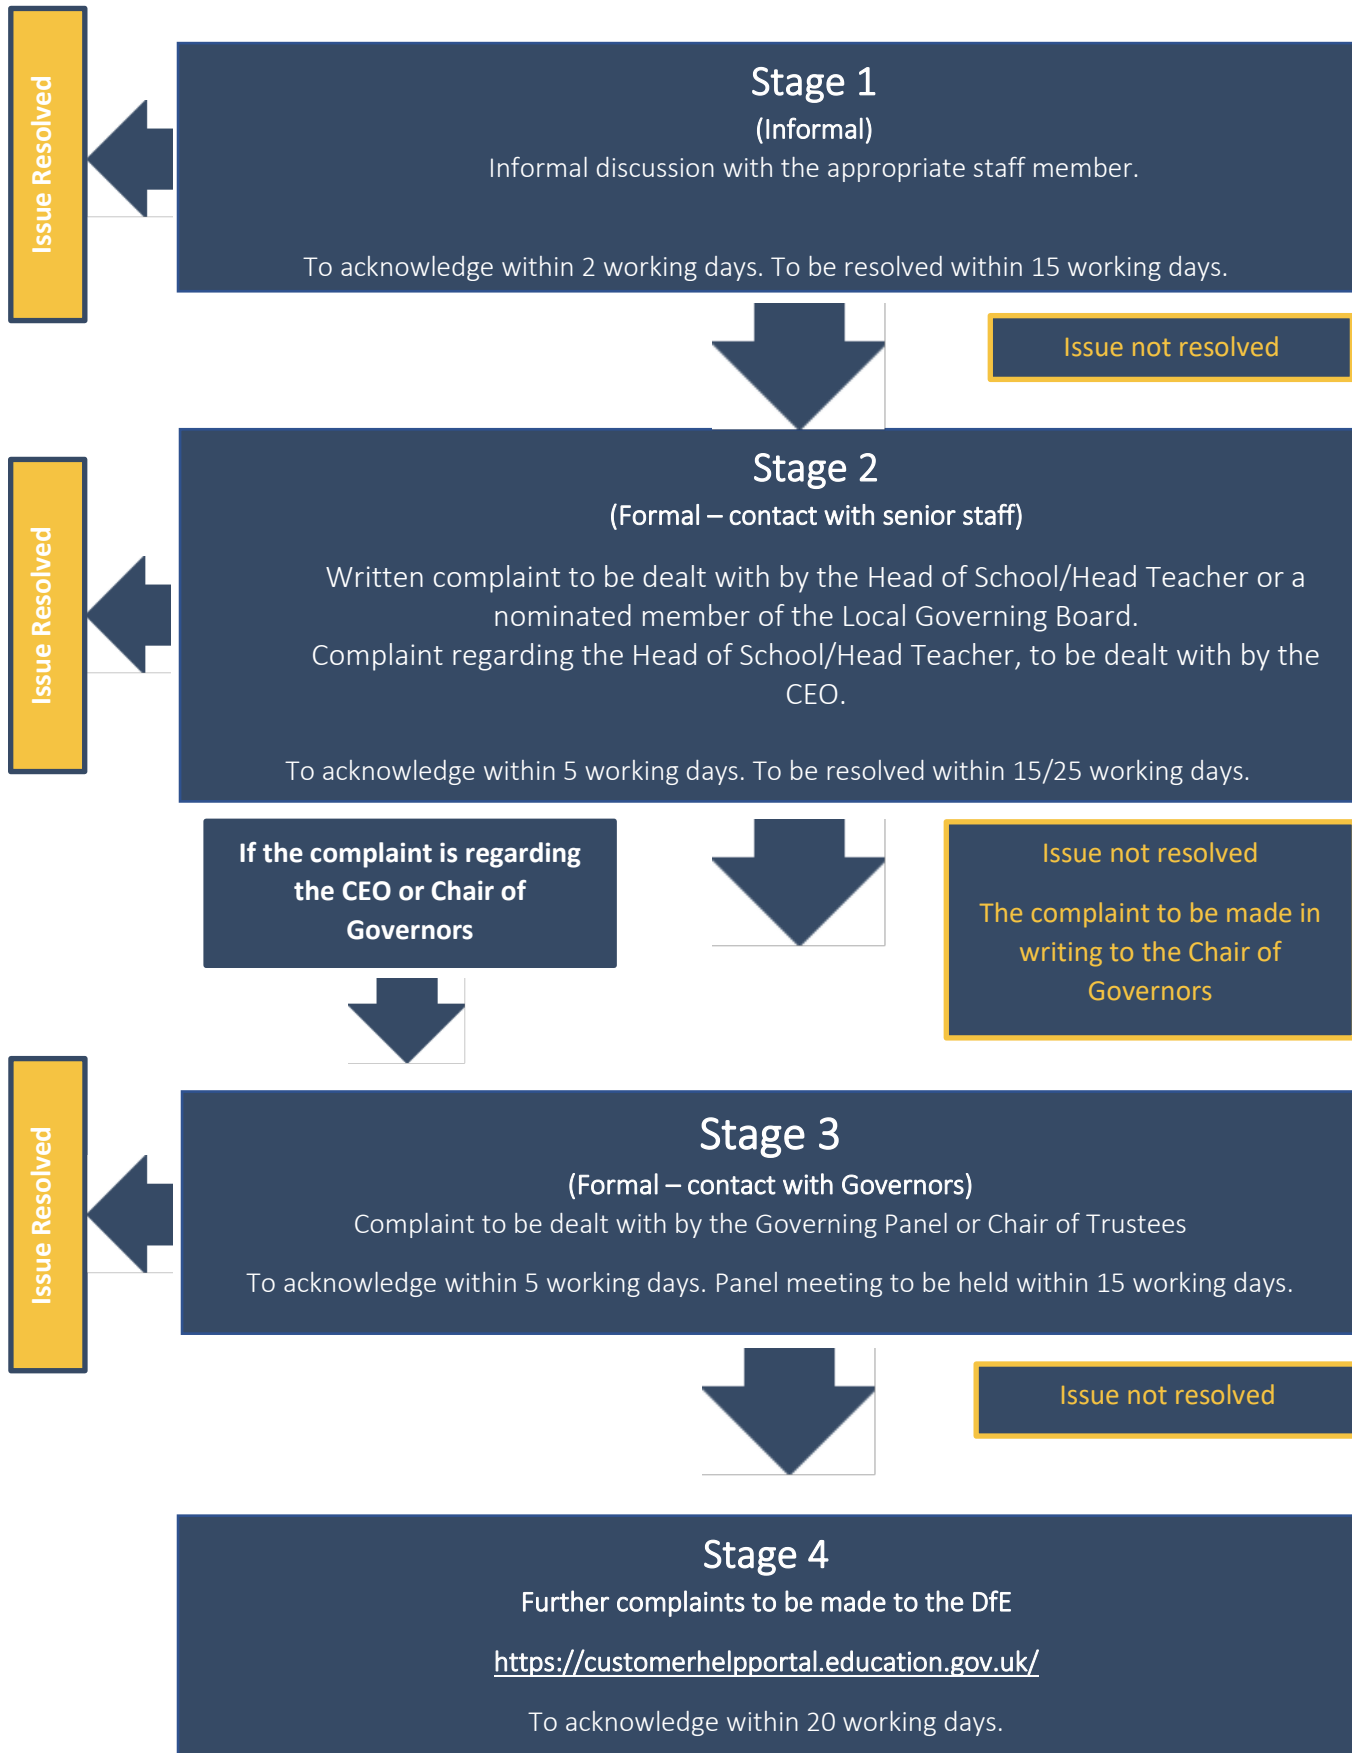 Issue Resolved
Stage 1
(Informal)
Informal discussion with the appropriate staff member.
To acknowledge within 2 working days. To be resolved within 15 working days.
Issue not resolved
Issue Resolved
Stage 2
(Formal – contact with senior staff)
Written complaint to be dealt with by the Head of School/Head Teacher or a
nominated member of the Local Governing Board.
Complaint regarding the Head of School/Head Teacher, to be dealt with by the
CEO.
To acknowledge within 5 working days. To be resolved within 15/25 working days.
If the complaint is regarding
the CEO or Chair of
Governors
Issue not resolved
The complaint to be made in
writing to the Chair of
Governors
Issue Resolved
Stage 3
(Formal – contact with Governors)
Complaint to be dealt with by the Governing Panel or Chair of Trustees
To acknowledge within 5 working days. Panel meeting to be held within 15 working days.
Issue not resolved
Stage 4
Further complaints to be made to the DfE
https://customerhelpportal.education.gov.uk/
To acknowledge within 20 working days.